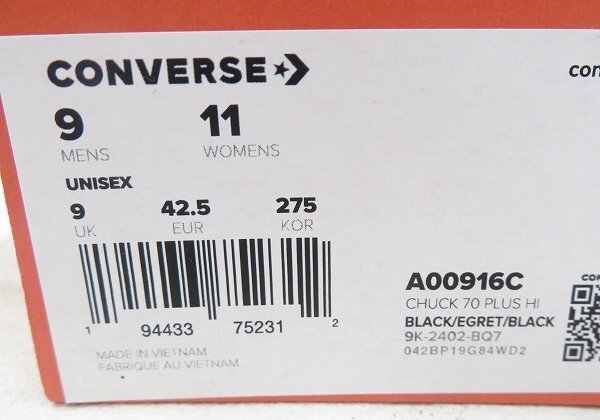 CONVERSE
con
9 11
MENS WOMENS
UNISEX
9 42.5 275
UK EUR KOR
1 94433 75231 2
MADE IN VIETNAM
FABRIQUE AU VIETNAM
CON
A00916C
CHUCK 70 PLUS HI
BLACK/EGRET/BLACK
9K-2402-BQ7
042BP19G84WD2